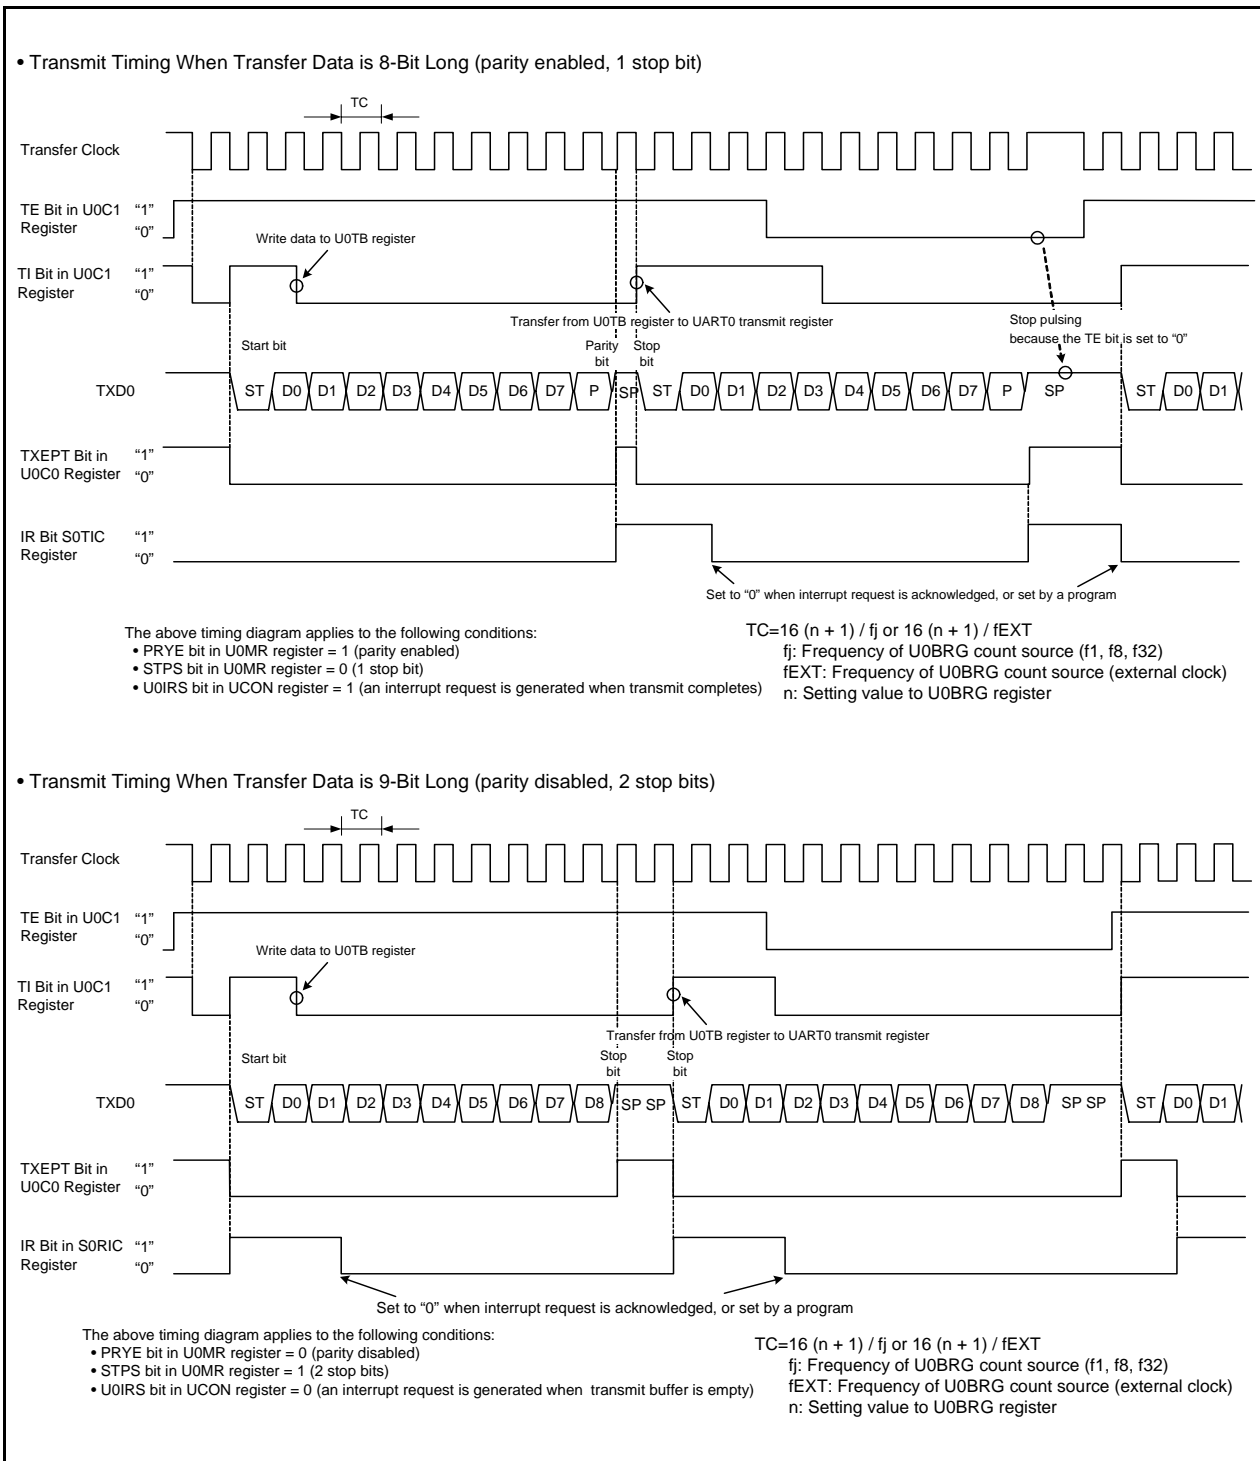 • Transmit Timing When Transfer Data is 8-Bit Long (parity enabled, 1 stop bit)
TC
Transfer Clock
TE Bit in U0C1 “1”
Register “0”
Write data to U0TB register
TI Bit in U0C1 “1”
Register “0”
Transfer from U0TB register to UART0 transmit register
Stop pulsing
because the TE bit is set to “0”
Start bit
Parity bit
Stop bit
TXD0
ST D0 D1 D2 D3 D4 D5 D6 D7 P SP ST D0 D1 D2 D3 D4 D5 D6 D7 P SP ST D0 D1
TXEPT Bit in “1”
U0C0 Register “0”
IR Bit S0TIC “1”
Register “0”
Set to “0” when interrupt request is acknowledged, or set by a program
The above timing diagram applies to the following conditions:
• PRYE bit in U0MR register = 1 (parity enabled)
• STPS bit in U0MR register = 0 (1 stop bit)
• U0IRS bit in UCON register = 1 (an interrupt request is generated when transmit completes)
TC=16 (n + 1) / fj or 16 (n + 1) / fEXT
fj: Frequency of U0BRG count source (f1, f8, f32)
fEXT: Frequency of U0BRG count source (external clock)
n: Setting value to U0BRG register
• Transmit Timing When Transfer Data is 9-Bit Long (parity disabled, 2 stop bits)
TC
Transfer Clock
TE Bit in U0C1 “1”
Register “0”
Write data to U0TB register
TI Bit in U0C1 “1”
Register “0”
Transfer from U0TB register to UART0 transmit register
Start bit
Stop bit
Stop bit
TXD0
ST D0 D1 D2 D3 D4 D5 D6 D7 D8 SP SP ST D0 D1 D2 D3 D4 D5 D6 D7 D8 SP SP ST D0 D1
TXEPT Bit in “1”
U0C0 Register “0”
IR Bit in S0RIC “1”
Register “0”
Set to “0” when interrupt request is acknowledged, or set by a program
The above timing diagram applies to the following conditions:
• PRYE bit in U0MR register = 0 (parity disabled)
• STPS bit in U0MR register = 1 (2 stop bits)
• U0IRS bit in UCON register = 0 (an interrupt request is generated when transmit buffer is empty)
TC=16 (n + 1) / fj or 16 (n + 1) / fEXT
fj: Frequency of U0BRG count source (f1, f8, f32)
fEXT: Frequency of U0BRG count source (external clock)
n: Setting value to U0BRG register